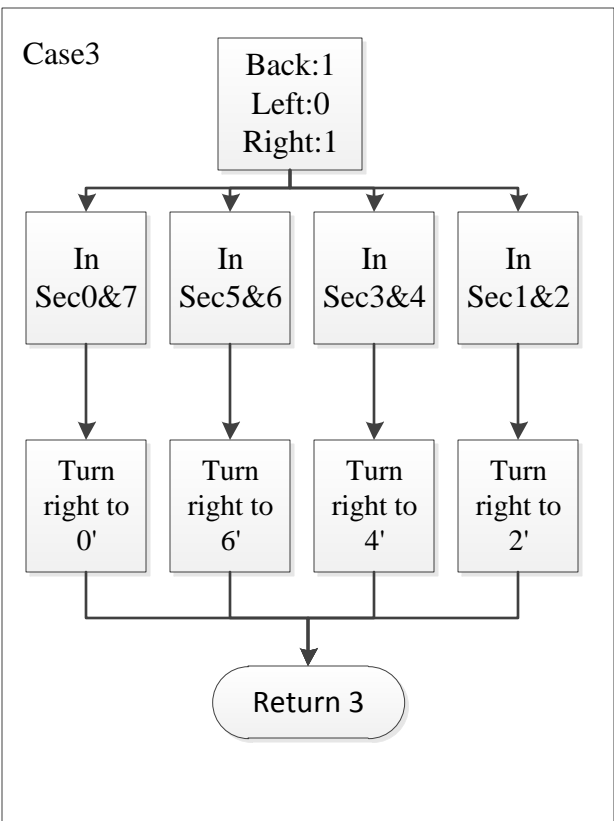 Case3
Back:1
Left:0
Right:1
In
Sec0&7
In
Sec5&6
In
Sec3&4
In
Sec1&2
Turn
right to
0'
Turn
right to
6'
Turn
right to
4'
Turn
right to
2'
Return 3